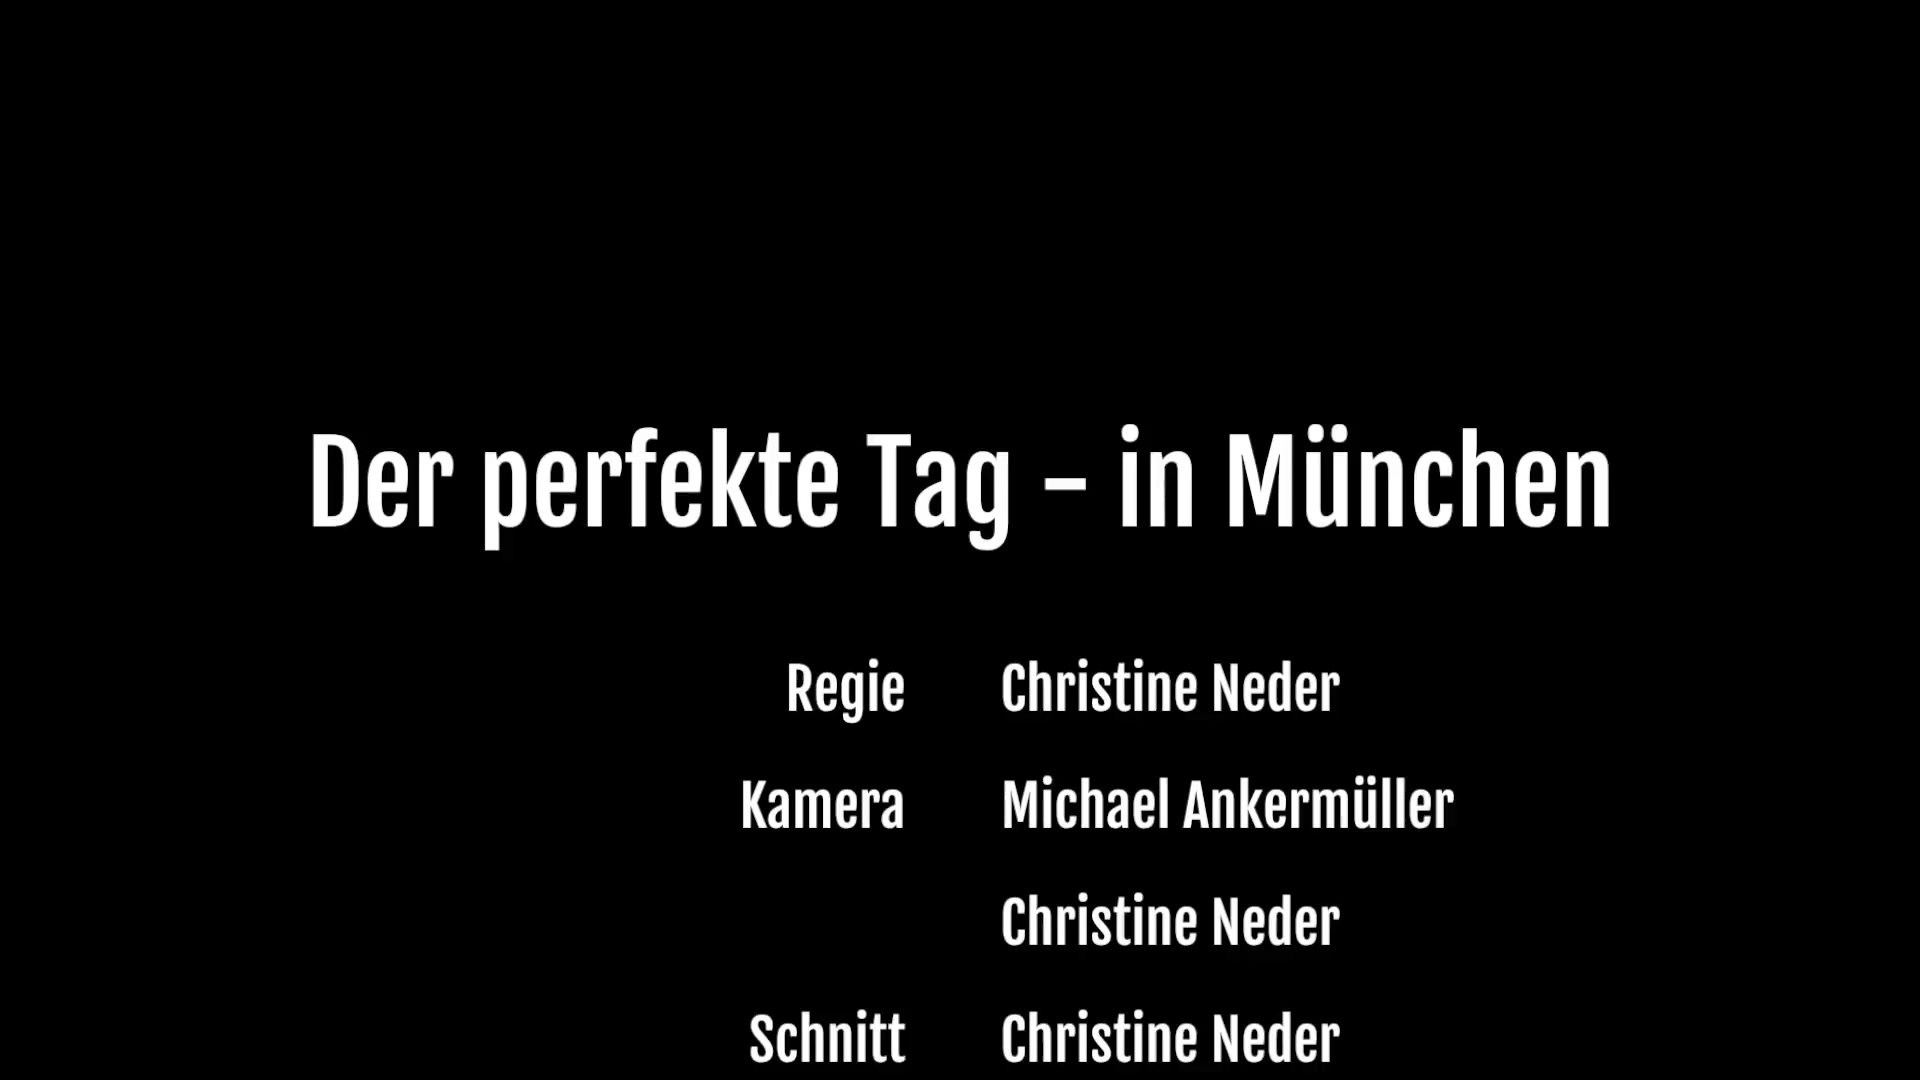 Der perfekte Tag - in München
Regie Christine Neder
Kamera Michael Ankermüller
Christine Neder
Schnitt Christine Neder